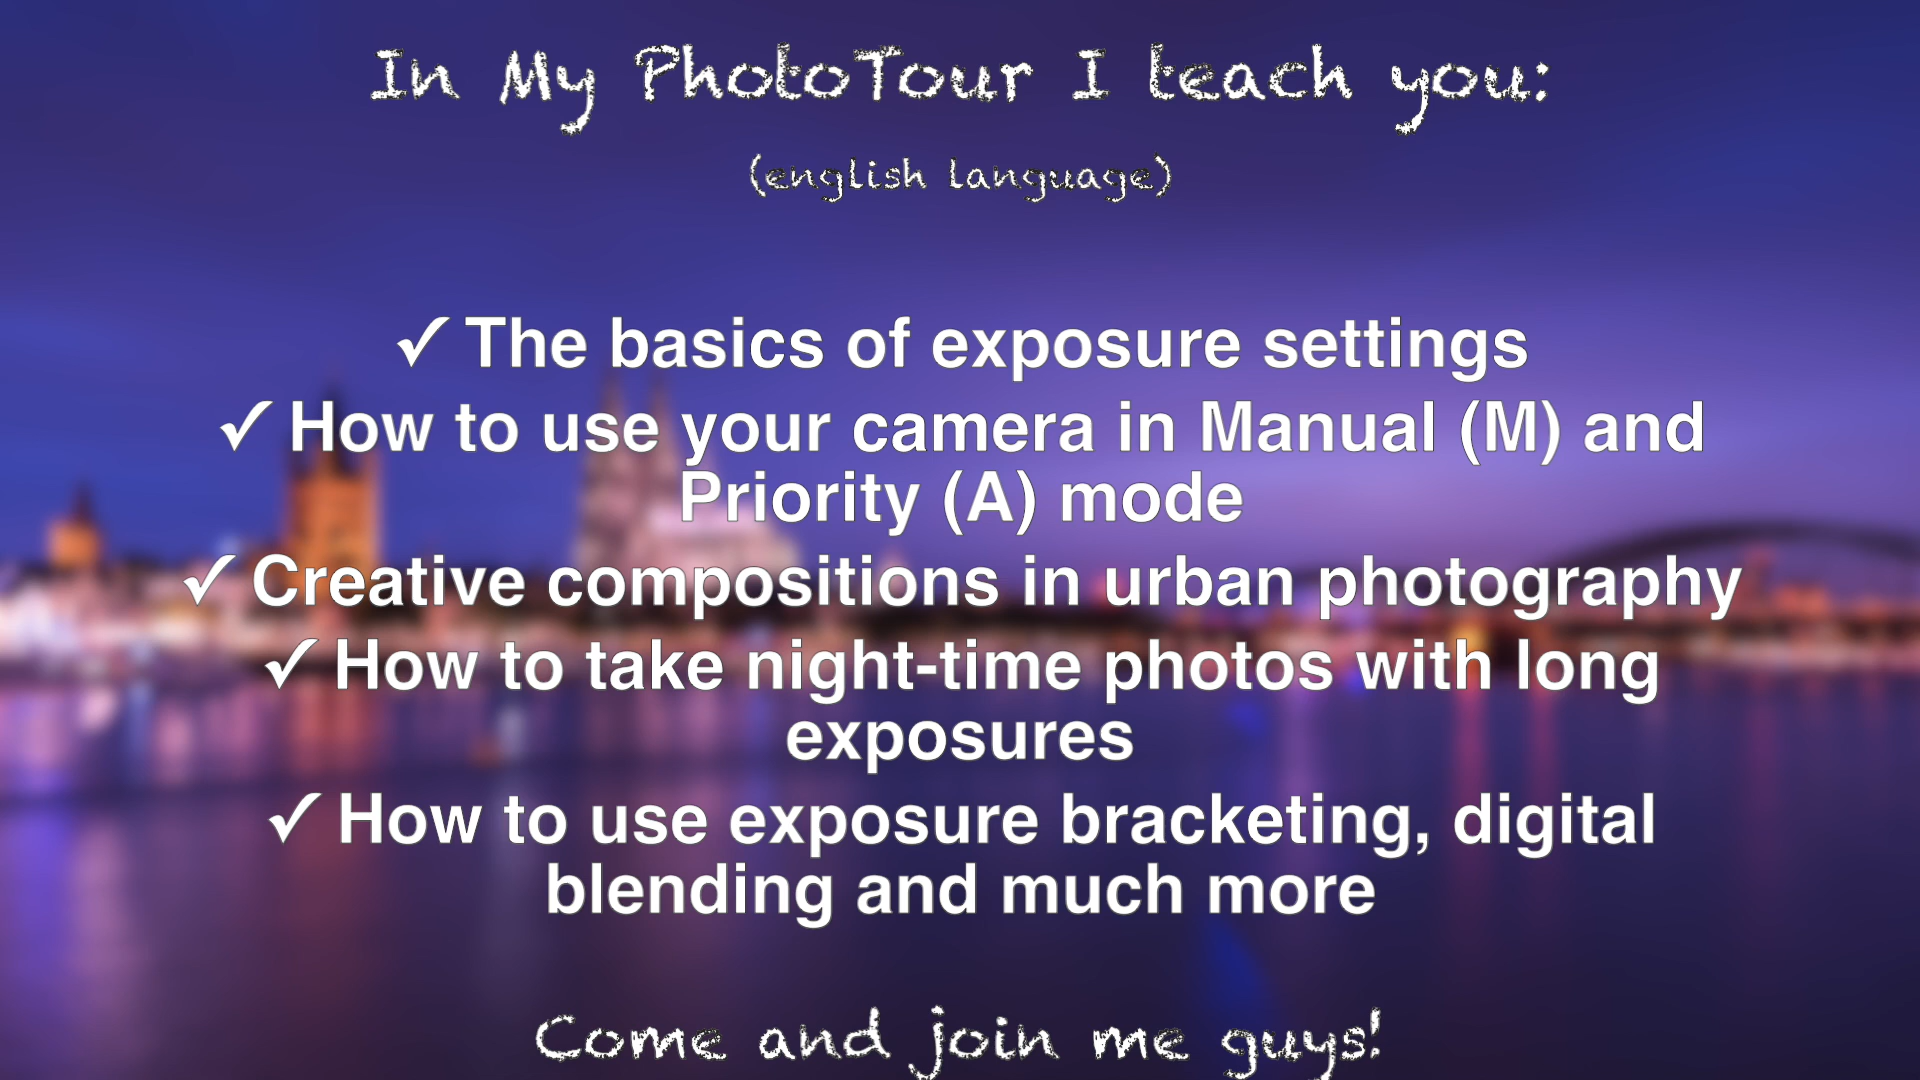 In My PhotoTour I teach you:
(english language)
✓ The basics of exposure settings
✓ How to use your camera in Manual (M) and
Priority (A) mode
✓ Creative compositions in urban photography
✓ How to take night-time photos with long
exposures
✓ How to use exposure bracketing, digital
blending and much more
Come and join me guys!